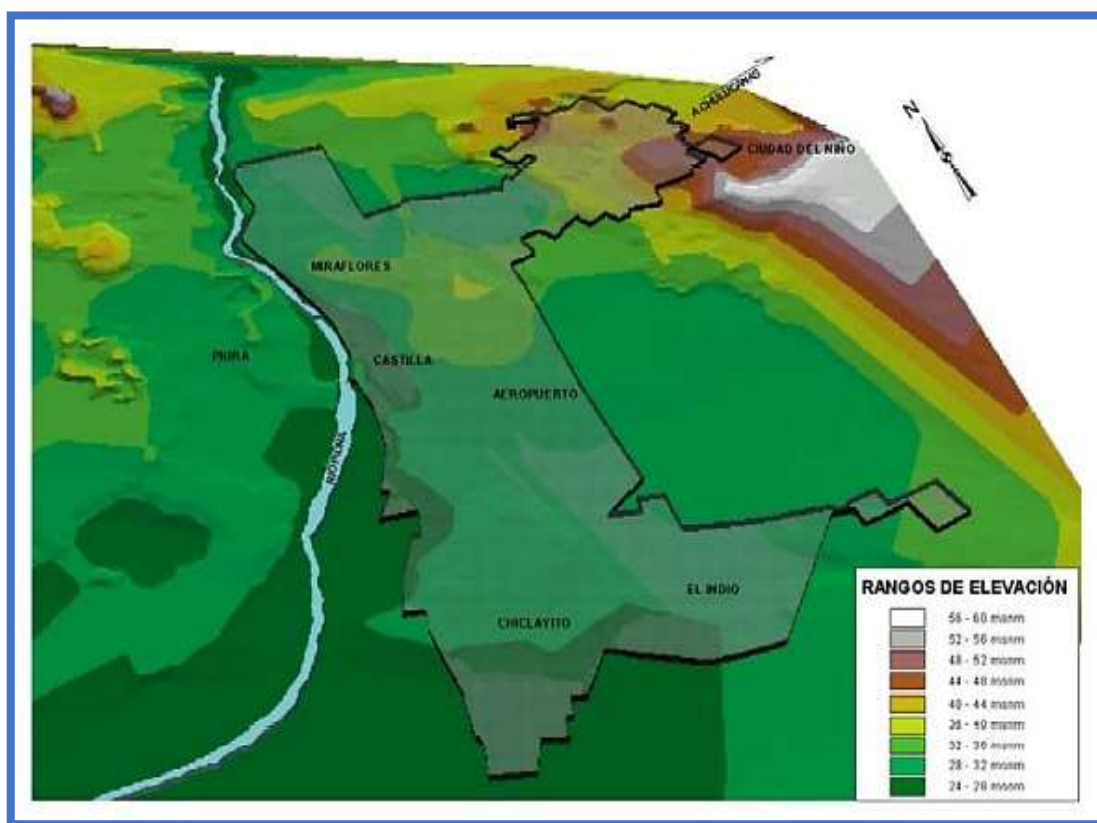 A CHULUCANAS
N
CIUDAD DEL NIÑO
MIRAFLORES
PIURA
CASTILLA
AEROPUERTO
RIO PIURA
EL INDIO
CHICLAYITO
RANGOS DE ELEVACIÓN
56 - 60 msnm
52 - 56 msnm
48 - 52 msnm
44 - 48 msnm
40 - 44 msnm
36 - 40 msnm
32 - 36 msnm
28 - 32 msnm
24 - 28 msnm